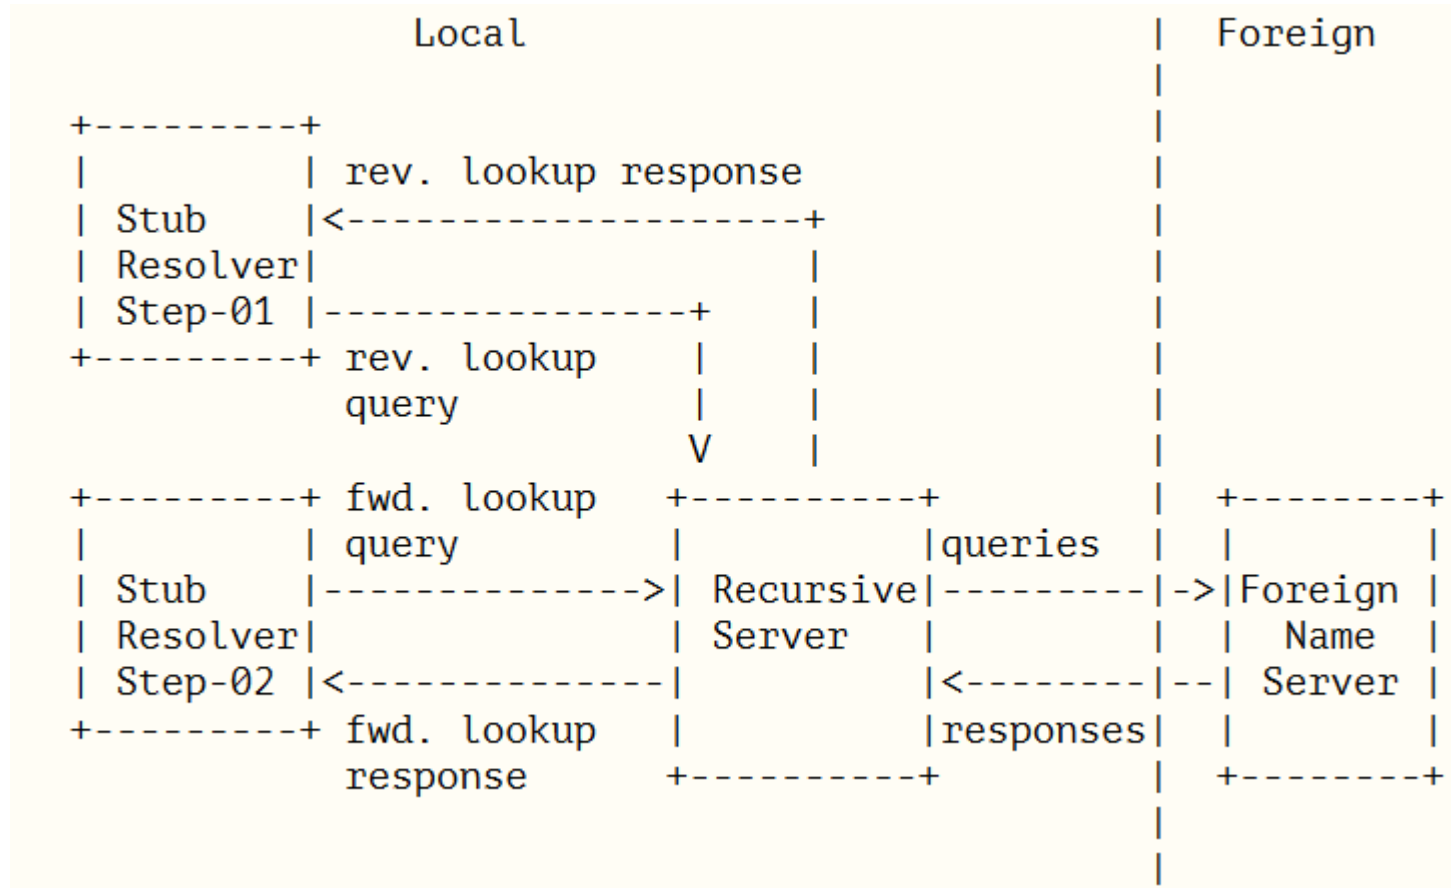 Local                           |  Foreign
                                                  |
   +---------+                                    |
   |         | rev. lookup response               |
   | Stub    |<--------------------+              |
   | Resolver|                     |              |
   | Step-01 |----------------+    |              |
   +---------+ rev. lookup    |    |              |
               query          |    |              |
                              V    |              |
   +---------+ fwd. lookup   +----------+         |  +--------+
   |         | query         |          |queries  |  |        |
   | Stub    |-------------->| Recursive|---------|->|Foreign |
   | Resolver|               | Server   |         |  |  Name  |
   | Step-02 |<--------------|          |<--------|--| Server |
   +---------+ fwd. lookup   |          |responses|  |        |
               response      +----------+         |  +--------+
                                                  |
                                                  |